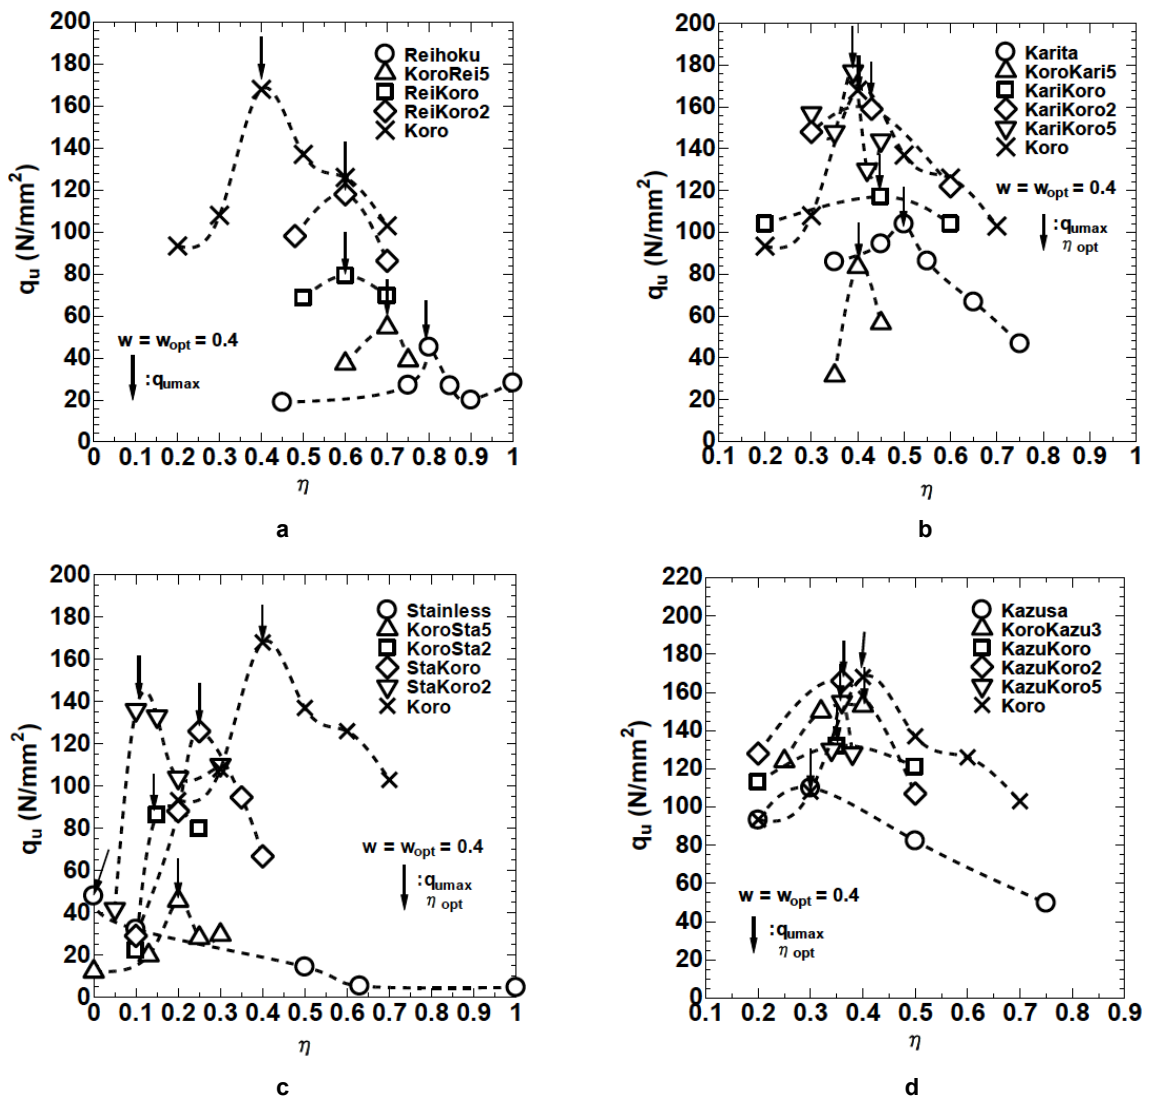 200
180
160
140
120
100
80
60
40
20
0
qu (N/mm2)
Reihoku
KoroRei5
ReiKoro
ReiKoro2
Koro
w = wopt = 0.4
:qumax
0 0.1 0.2 0.3 0.4 0.5 0.6 0.7 0.8 0.9 1
η
a
200
180
160
140
120
100
80
60
40
20
0
qu (N/mm2)
Karita
KoroKari5
KariKoro
KariKoro2
KariKoro5
Koro
w = wopt = 0.4
:qumax
η opt
0.1 0.2 0.3 0.4 0.5 0.6 0.7 0.8 0.9 1
η
b
200
180
160
140
120
100
80
60
40
20
0
qu (N/mm2)
Stainless
KoroSta5
KoroSta2
StaKoro
StaKoro2
Koro
w = wopt = 0.4
:qumax
η opt
0 0.1 0.2 0.3 0.4 0.5 0.6 0.7 0.8 0.9 1
η
c
220
200
180
160
140
120
100
80
60
40
20
0
qu (N/mm2)
Kazusa
KoroKazu3
KazuKoro
KazuKoro2
KazuKoro5
Koro
w = wopt = 0.4
:qumax
η opt
0.1 0.2 0.3 0.4 0.5 0.6 0.7 0.8 0.9
η
d